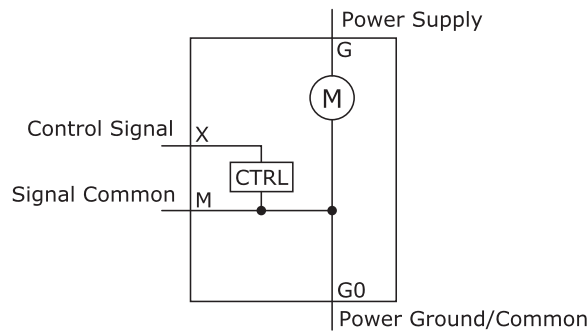 Power Supply
G
M
Control Signal
X
CTRL
Signal Common
M
G0
Power Ground/Common